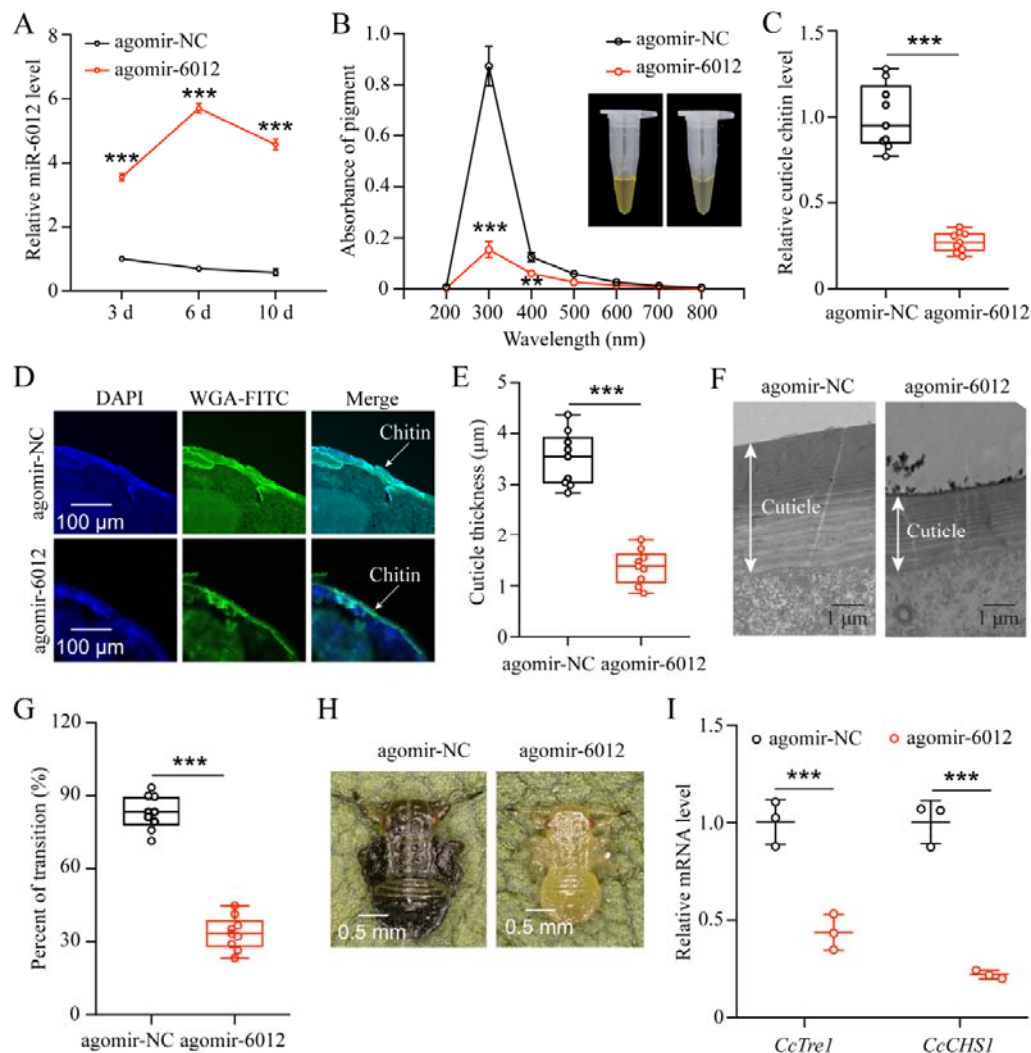 A
agomir-NC
agomir-6012
Relative miR-6012 level
8
6
4
2
0
***
***
***
3 d
6 d
10 d
B
agomir-NC
agomir-6012
Absorbance of pigment
1.0
0.8
0.6
0.4
0.2
0
***
**
200
300
400
500
600
700
800
Wavelength (nm)
C
***
Relative cuticle chitin level
1.5
1.0
0.5
0
agomir-NC
agomir-6012
D
DAPI
WGA-FITC
Merge
agomir-NC
100 µm
Chitin
agomir-6012
100 µm
Chitin
E
***
Cuticle thickness (µm)
5
4
3
2
1
0
agomir-NC
agomir-6012
F
agomir-NC
agomir-6012
Cuticle
Cuticle
1 µm
1 µm
G
***
Percent of transition (%)
120
90
60
30
0
agomir-NC
agomir-6012
H
agomir-NC
agomir-6012
0.5 mm
0.5 mm
I
agomir-NC
agomir-6012
Relative mRNA level
1.5
1.0
0.5
0
***
***
CcTre1
CcCHS1